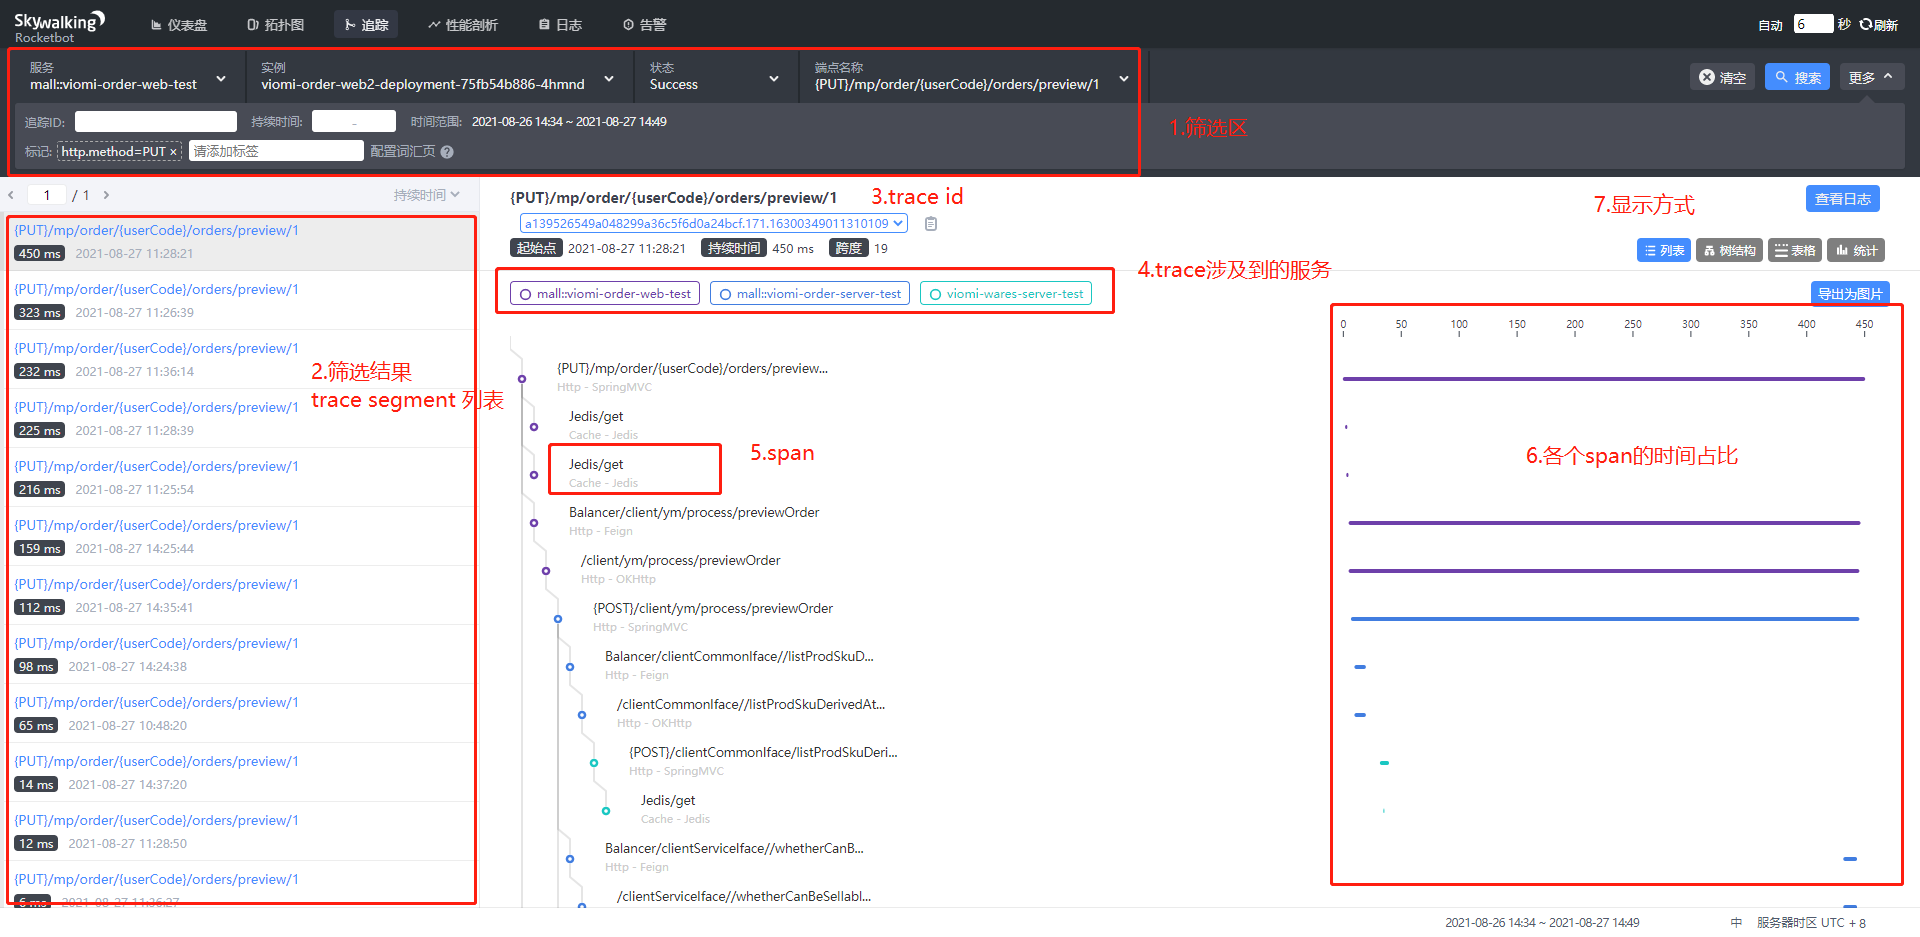 Skywalking
Rocketbot
仪表盘
拓扑图
追踪
性能剖析
日志
告警
自动 6 秒 刷新
服务
mall::viomi-order-web-test
实例
viomi-order-web2-deployment-75fb54b886-4hmnd
状态
Success
端点名称
{PUT}/mp/order/{userCode}/orders/preview/1
清空
搜索
更多
追踪ID:
持续时间: -
时间范围: 2021-08-26 14:34 ~ 2021-08-27 14:49
标记: http.method=PUT × 请添加标签 配置词汇页 ?
1.筛选区
1 / 1
持续时间
{PUT}/mp/order/{userCode}/orders/preview/1
450 ms 2021-08-27 11:28:21
{PUT}/mp/order/{userCode}/orders/preview/1
323 ms 2021-08-27 11:26:39
{PUT}/mp/order/{userCode}/orders/preview/1
232 ms 2021-08-27 11:36:14
{PUT}/mp/order/{userCode}/orders/preview/1
225 ms 2021-08-27 11:28:39
{PUT}/mp/order/{userCode}/orders/preview/1
216 ms 2021-08-27 11:25:54
{PUT}/mp/order/{userCode}/orders/preview/1
159 ms 2021-08-27 14:25:44
{PUT}/mp/order/{userCode}/orders/preview/1
112 ms 2021-08-27 14:35:41
{PUT}/mp/order/{userCode}/orders/preview/1
98 ms 2021-08-27 14:24:38
{PUT}/mp/order/{userCode}/orders/preview/1
65 ms 2021-08-27 10:48:20
{PUT}/mp/order/{userCode}/orders/preview/1
14 ms 2021-08-27 14:37:20
{PUT}/mp/order/{userCode}/orders/preview/1
12 ms 2021-08-27 11:28:50
{PUT}/mp/order/{userCode}/orders/preview/1
6 ms 2021-08-27 11:36:27
2.筛选结果
trace segment 列表
{PUT}/mp/order/{userCode}/orders/preview/1
3.trace id
a139526549a048299a36c5f6d0a24bcf.171.16300349011310109
起始点 2021-08-27 11:28:21 持续时间 450 ms 跨度 19
7.显示方式
查看日志
列表
树结构
表格
统计
4.trace涉及到的服务
mall::viomi-order-web-test
mall::viomi-order-server-test
viomi-wares-server-test
导出为图片
0 50 100 150 200 250 300 350 400 450
{PUT}/mp/order/{userCode}/orders/preview...
Http - SpringMVC
Jedis/get
Cache - Jedis
Jedis/get
Cache - Jedis
5.span
6.各个span的时间占比
Balancer/client/ym/process/previewOrder
Http - Feign
/client/ym/process/previewOrder
Http - OKHttp
{POST}/client/ym/process/previewOrder
Http - SpringMVC
Balancer/clientCommonIface//listProdSkuD...
Http - Feign
/clientCommonIface//listProdSkuDerivedAt...
Http - OKHttp
{POST}/clientCommonIface/listProdSkuDeri...
Http - SpringMVC
Jedis/get
Cache - Jedis
Balancer/clientServiceIface//whetherCanB...
Http - Feign
/clientServiceIface//whetherCanBeSellabl...
2021-08-26 14:34 ~ 2021-08-27 14:49
中
服务器时区 UTC + 8